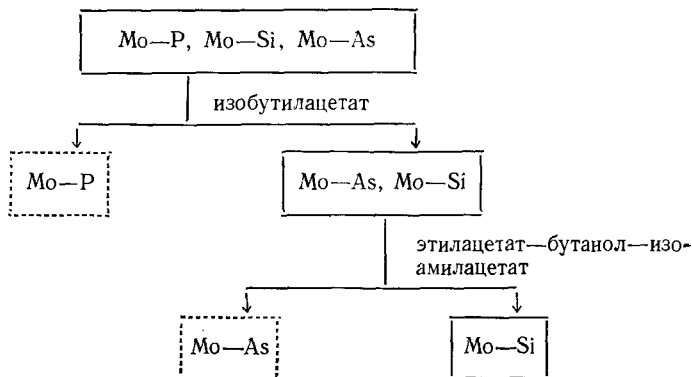 Mo—P, Mo—Si, Mo—As
изобутилацетат
Mo—P
Mo—As, Mo—Si
этилацетат—бутанол—изо-
амилацетат
Mo—As
Mo—Si